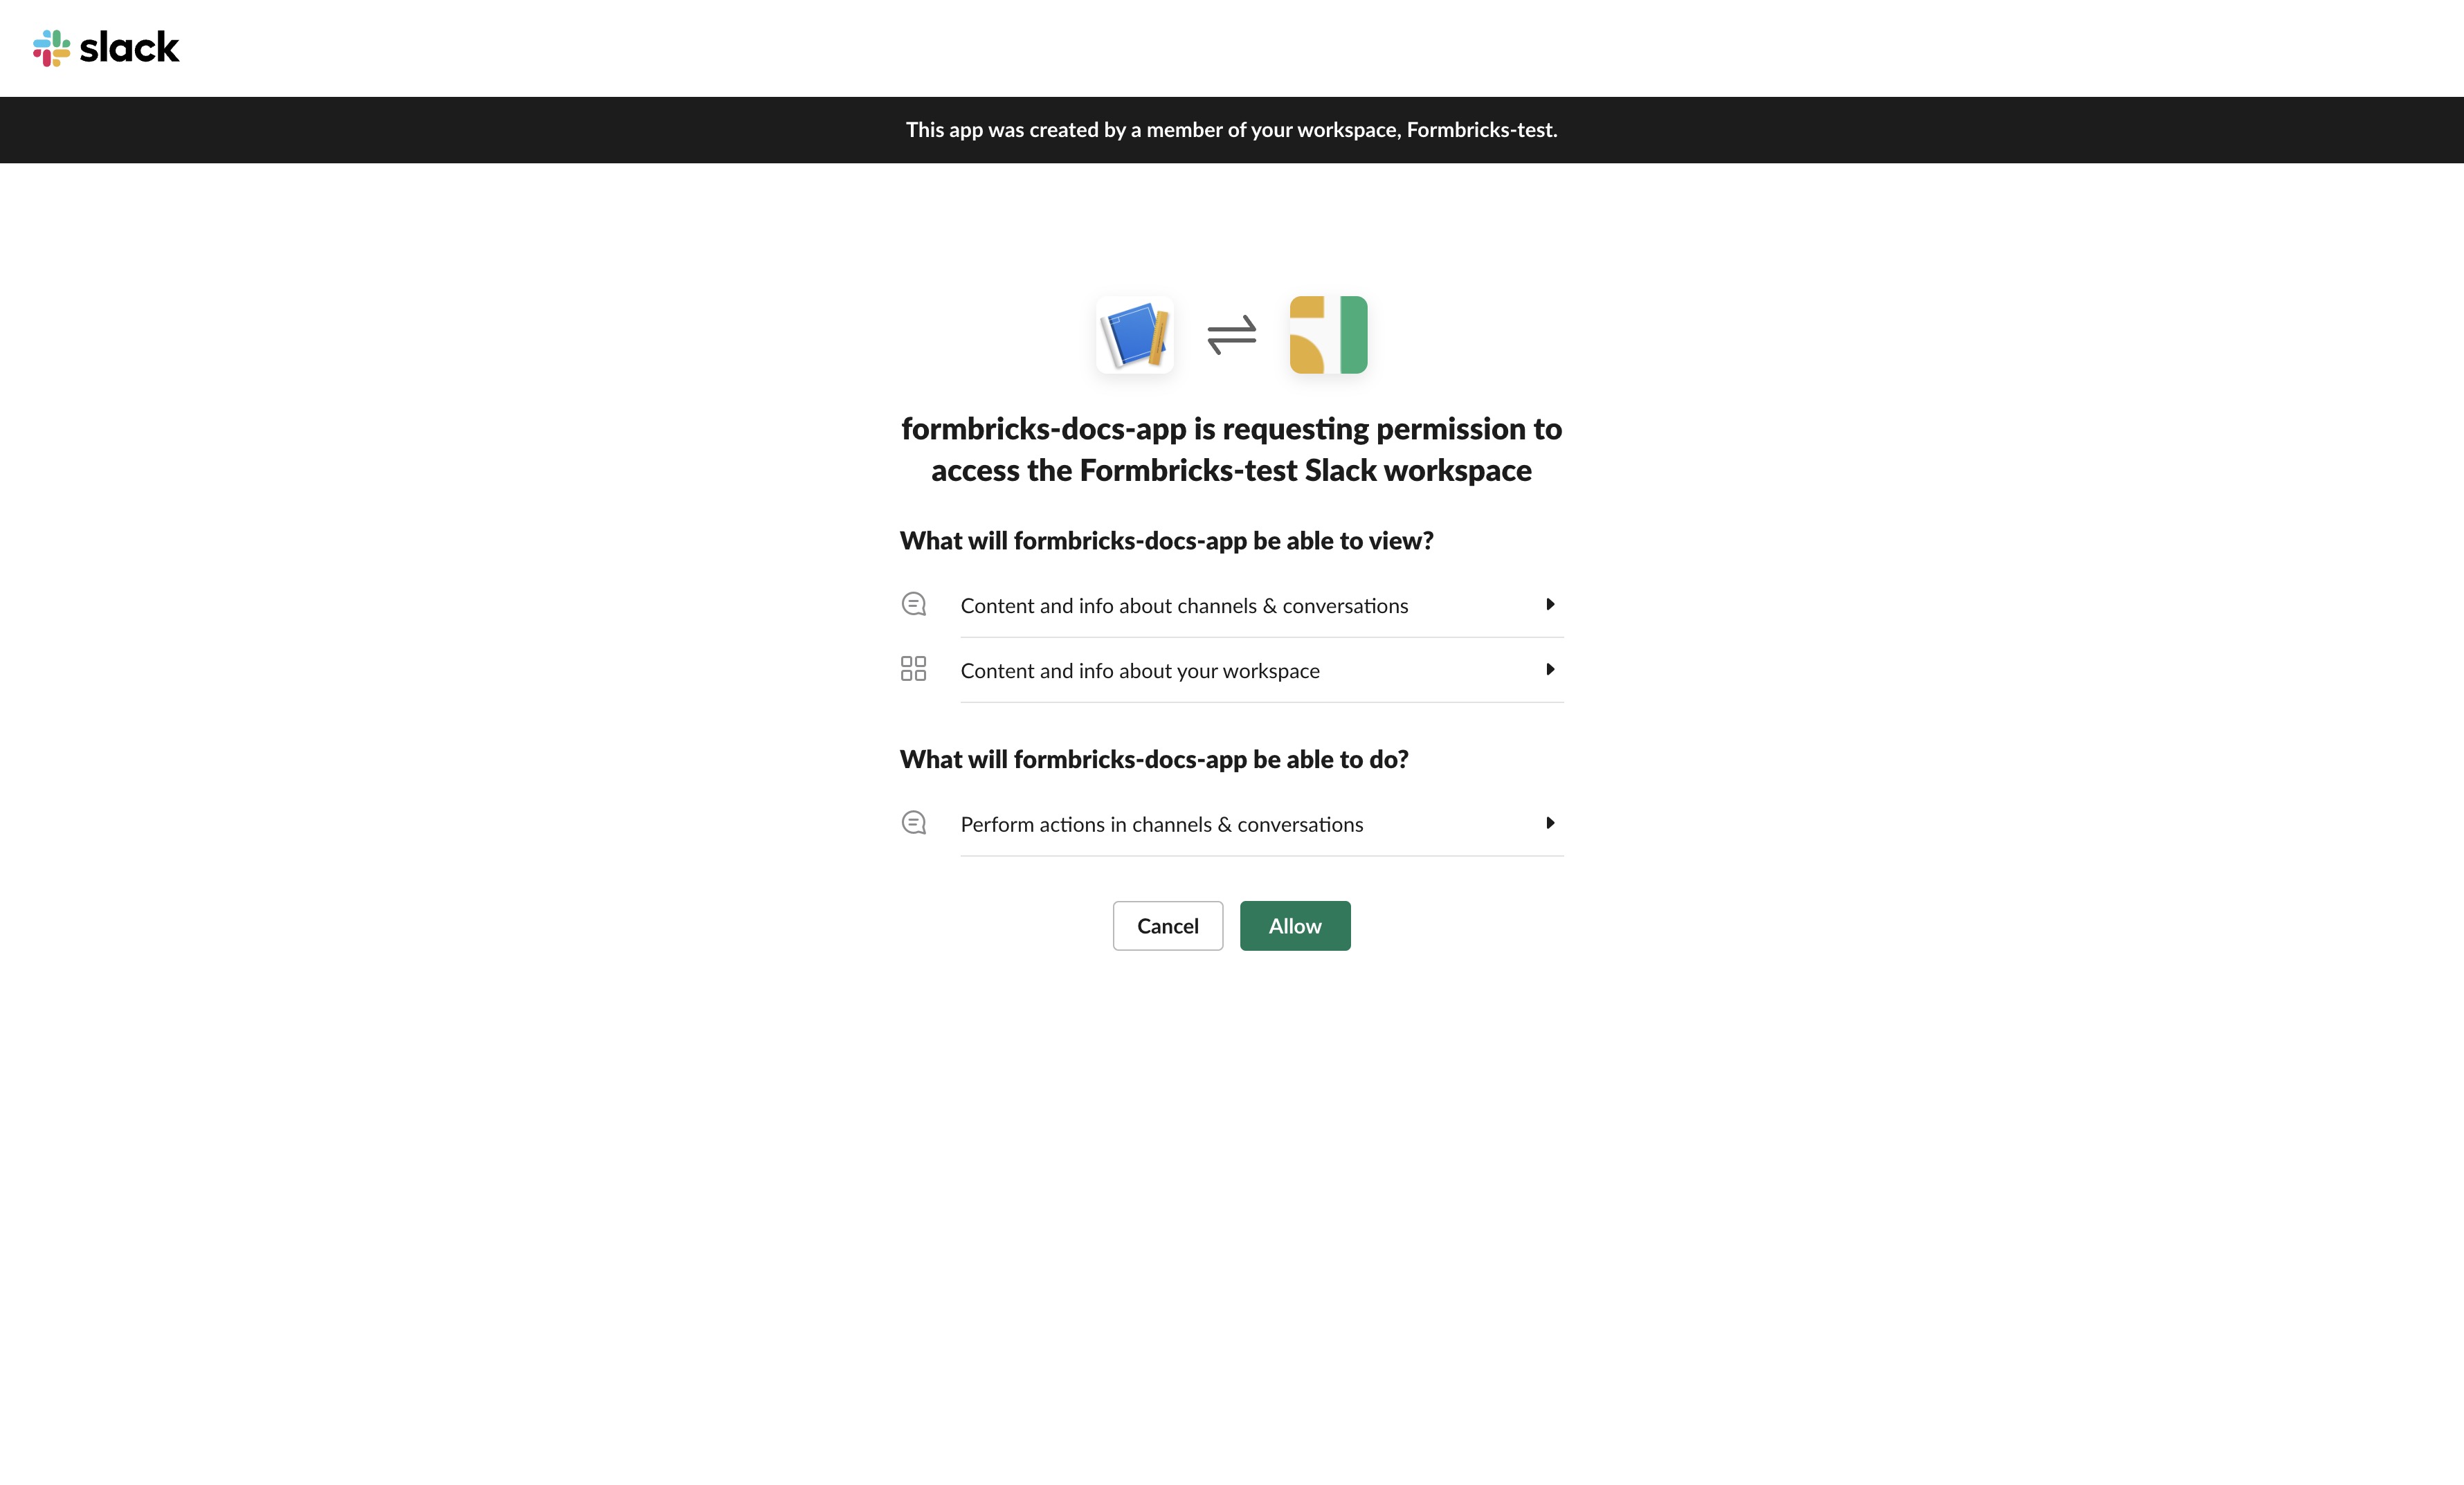 slack
This app was created by a member of your workspace, Formbricks-test.
formbricks-docs-app is requesting permission to
access the Formbricks-test Slack workspace
What will formbricks-docs-app be able to view?
Content and info about channels & conversations
Content and info about your workspace
What will formbricks-docs-app be able to do?
Perform actions in channels & conversations
Cancel Allow